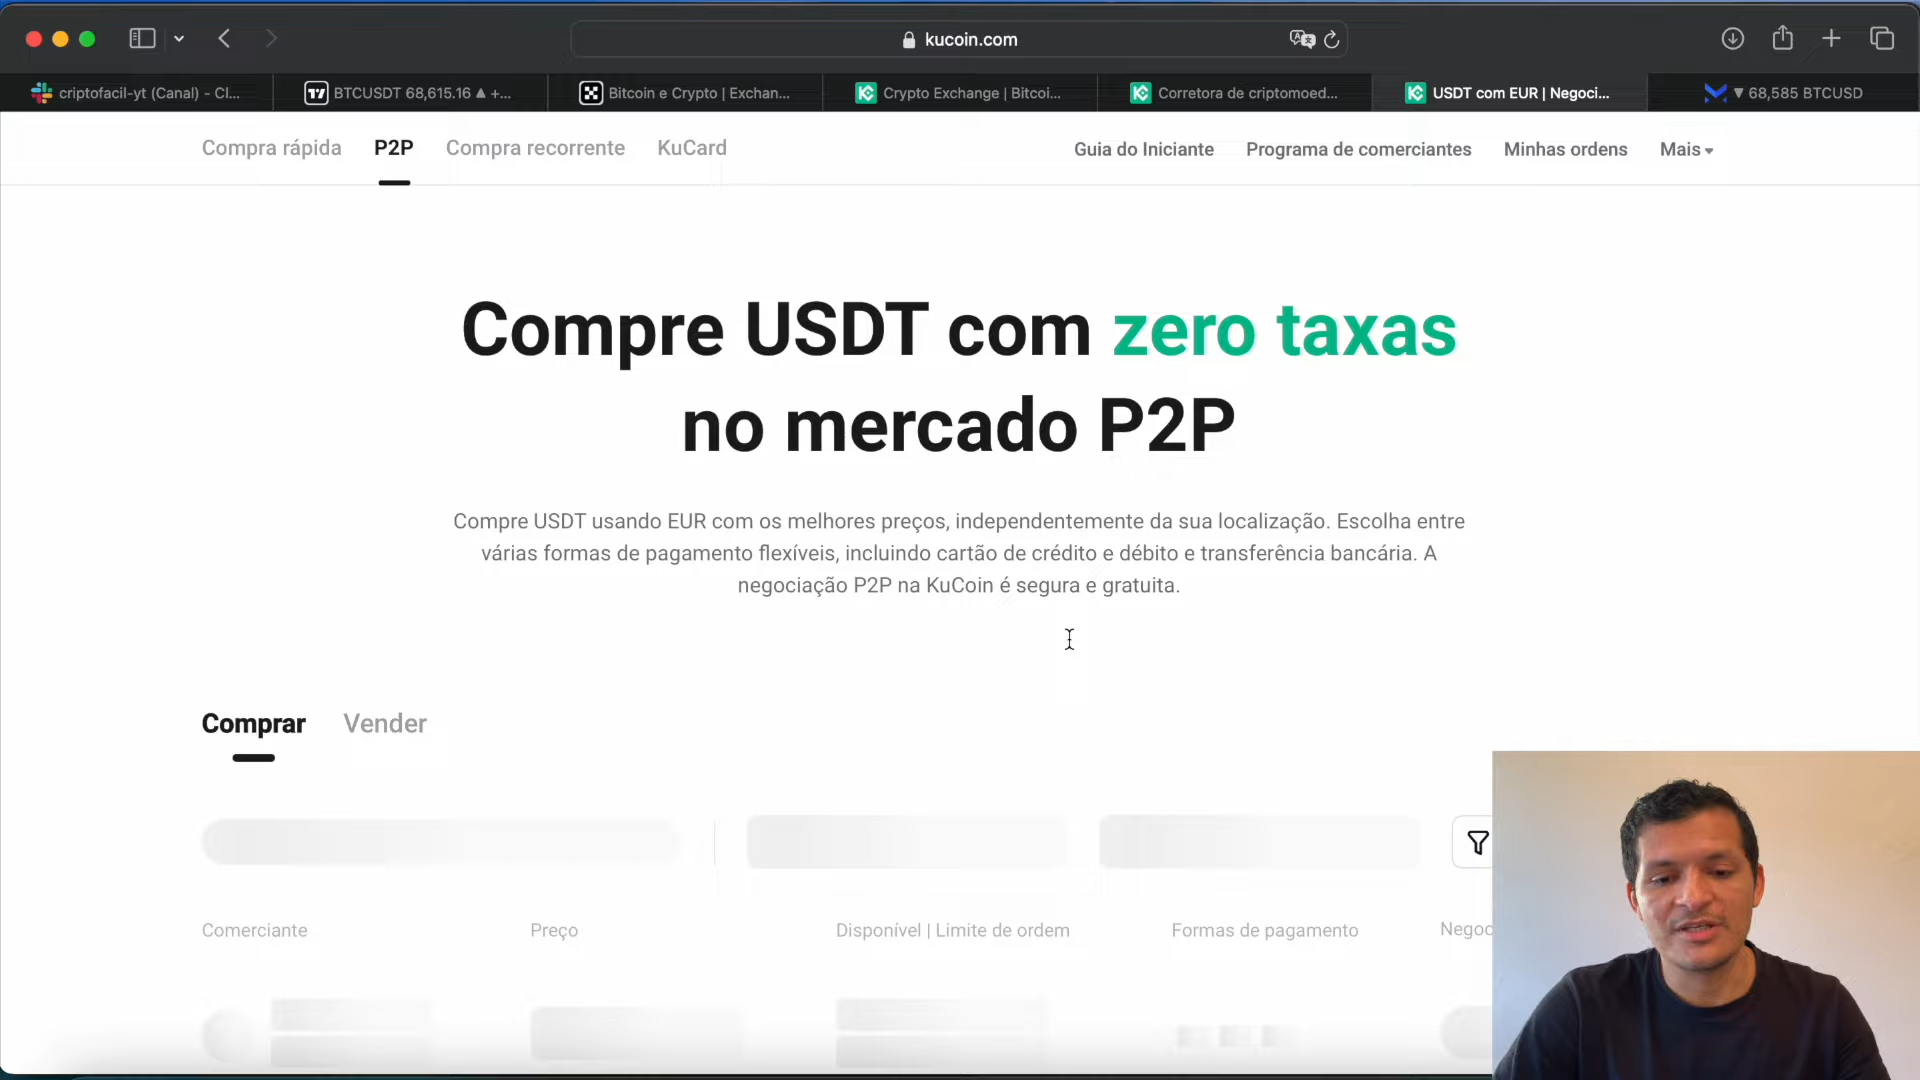 kucoin.com
criptofacil-yt (Canal) - Cl...
BTCUSDT 68,615.16 ▲ +...
Bitcoin e Crypto | Exchan...
Crypto Exchange | Bitcoi...
Corretora de criptomoed...
USDT com EUR | Negoci...
▼ 68,585 BTCUSD
Compra rápida
P2P
Compra recorrente
KuCard
Guia do Iniciante
Programa de comerciantes
Minhas ordens
Mais
Compre USDT com zero taxas
no mercado P2P
Compre USDT usando EUR com os melhores preços, independentemente da sua localização. Escolha entre
várias formas de pagamento flexíveis, incluindo cartão de crédito e débito e transferência bancária. A
negociação P2P na KuCoin é segura e gratuita.
Comprar
Vender
Comerciante
Preço
Disponível | Limite de ordem
Formas de pagamento
Negoc